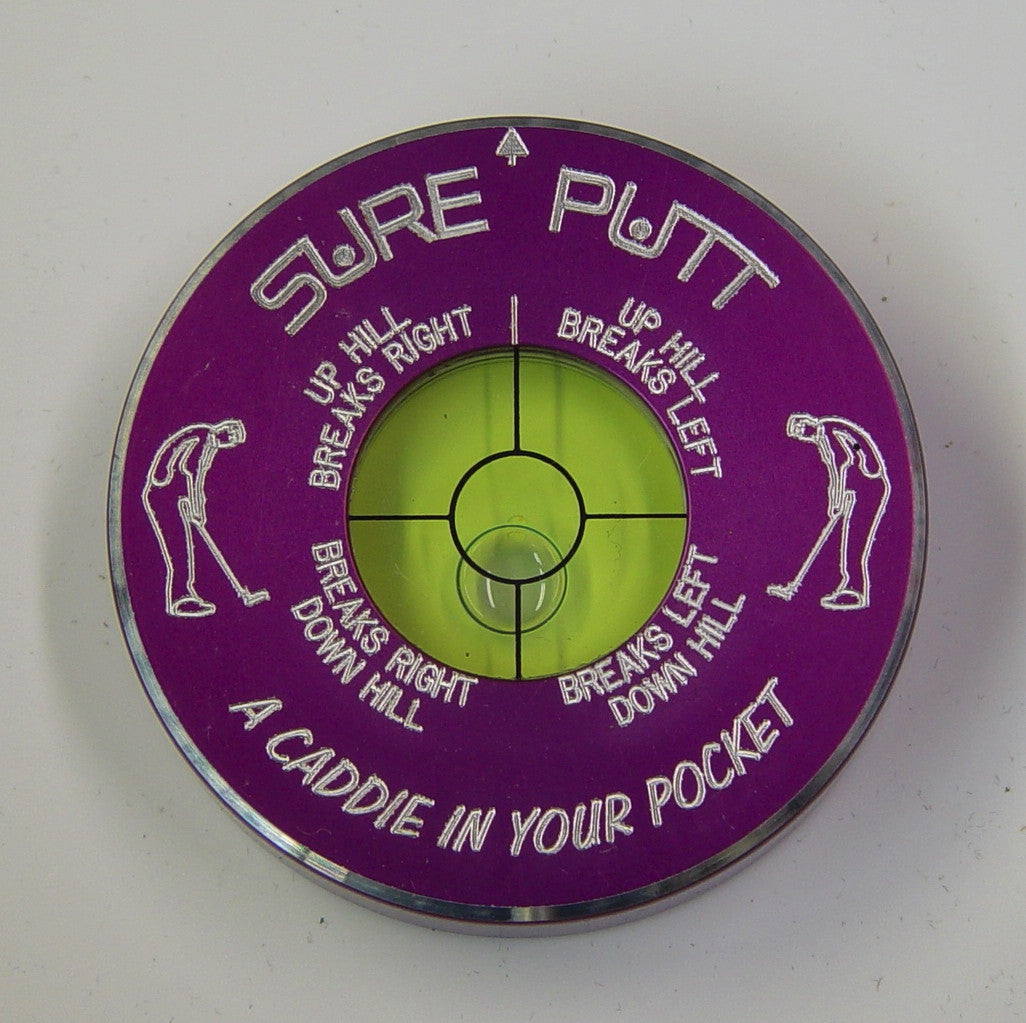 SURE PUTT
UP HILL
BREAKS RIGHT
UP HILL
BREAKS LEFT
BREAKS RIGHT
DOWN HILL
BREAKS LEFT
DOWN HILL
A CADDIE IN YOUR POCKET